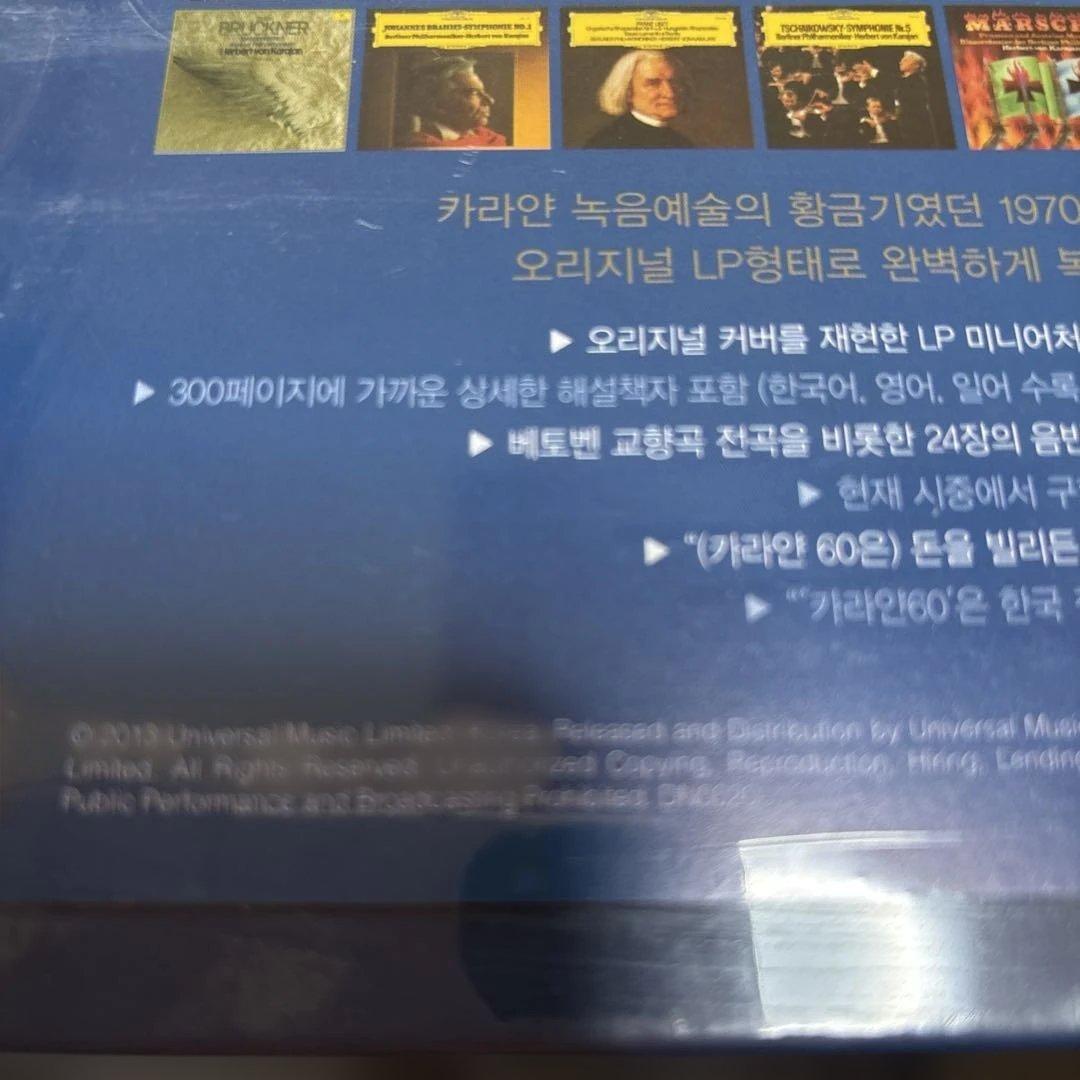 BRUCKNER
Herbert von Karajan
JOHANNES BRAHMS·SYMPHONIE NO.1
Berliner Philharmoniker·Herbert von Karajan
FRANZ LISZT
TSCHAIKOWSKY·SYMPHONIE Nr.5
Berliner Philharmoniker·Herbert von Karajan
카라얀 녹음예술의 황금기였던 1970
오리지널 LP형태로 완벽하게
▶ 오리지널 커버를 재현한 LP 미니어처
▶ 300페이지에 가까운 상세한 해설책자 포함 (한국어, 영어, 일어 수록
▶ 베토벤 교향곡 전곡을 비롯한 24장의 음반
▶ 현재 시중에서 구
▶ “(카라얀 60은) 돈을 빌리든
▶ “‘카라얀60’은 한국
© 2013 Universal Music Limited, Korea. Released and Distribution by Universal Music
Limited. All Rights Reserved. Unauthorized Copying, Reproduction, Hiring, Lending
Public Performance and Broadcasting Prohibited.